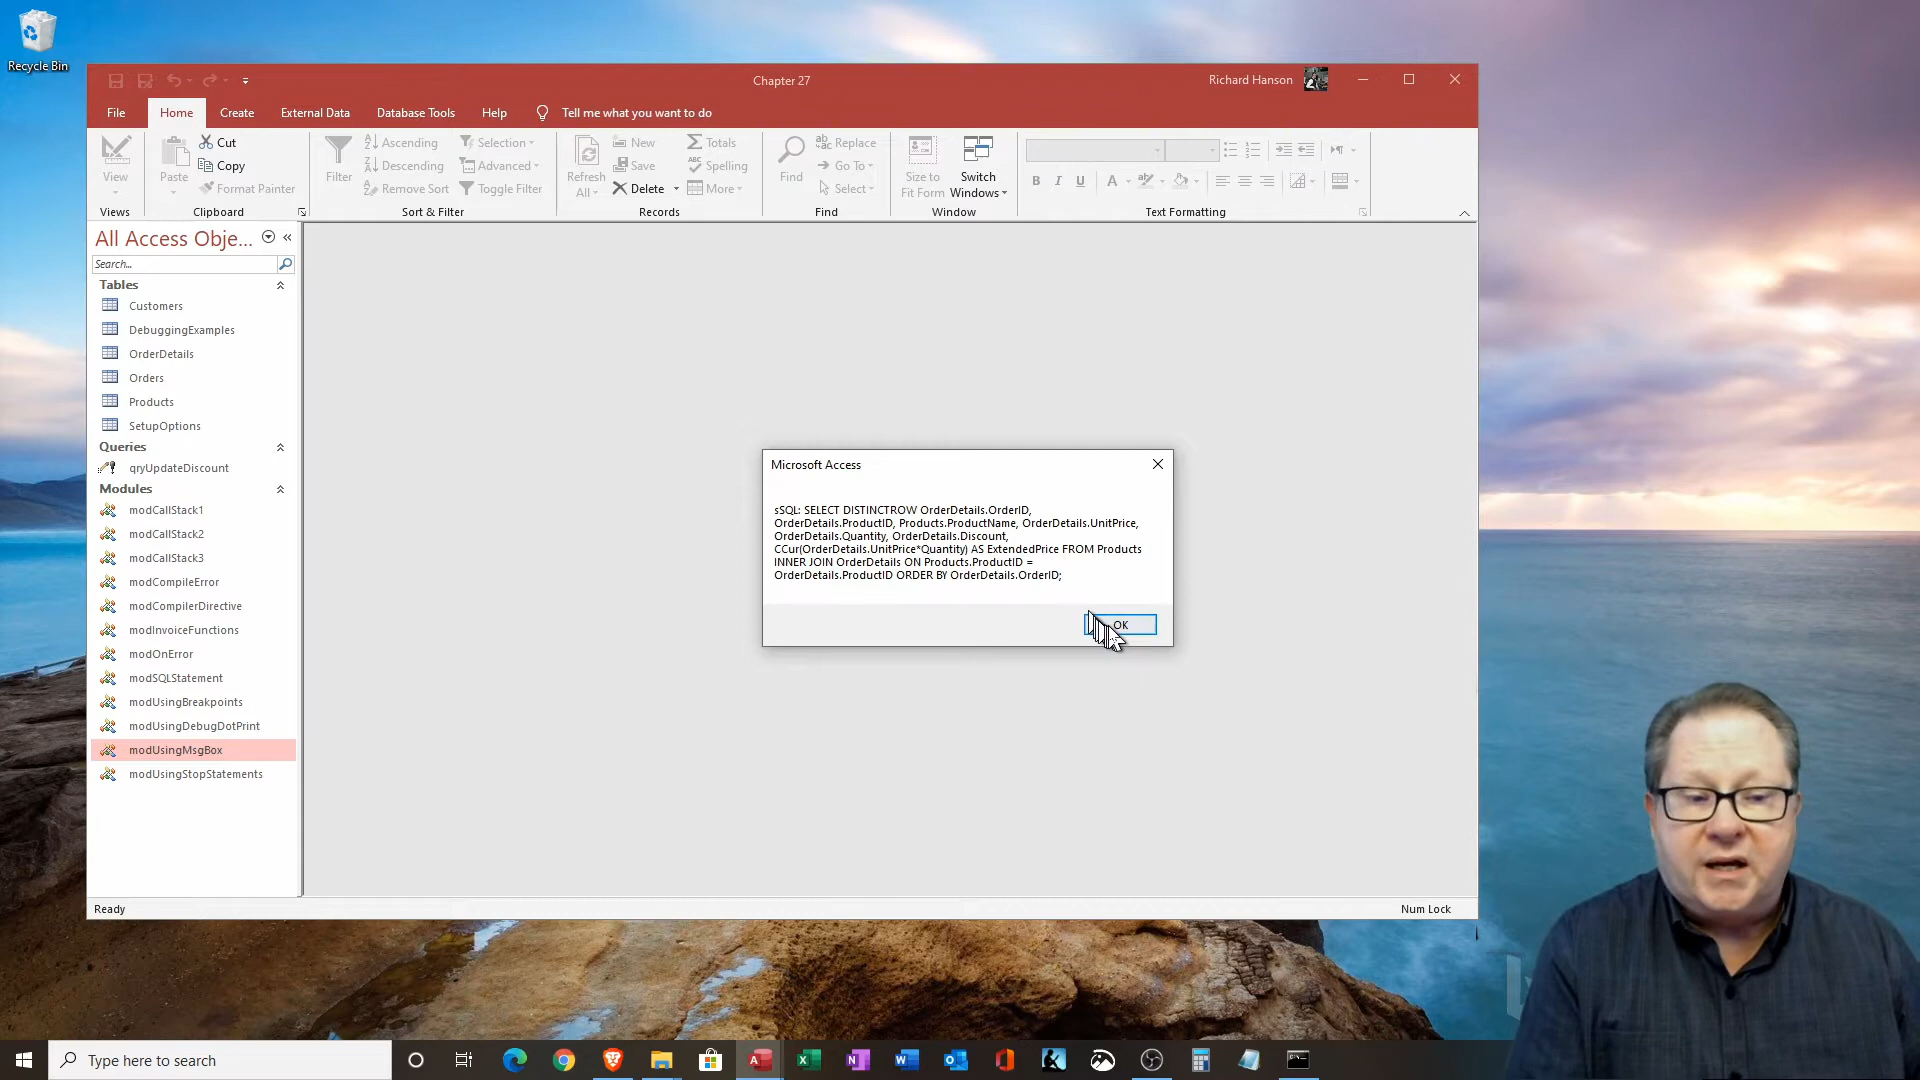 Recycle Bin
Chapter 27
Richard Hanson
File Home Create External Data Database Tools Help Tell me what you want to do
View
Paste
Cut
Copy
Format Painter
Filter
Ascending
Descending
Remove Sort
Selection
Advanced
Toggle Filter
Refresh All
New
Save
Delete
Totals
Spelling
More
Find
Replace
Go To
Select
Size to Fit Form
Switch Windows
B I U A
Views Clipboard Sort & Filter Records Find Window Text Formatting
All Access Obje...
Search...
Tables
Customers
DebuggingExamples
OrderDetails
Orders
Products
SetupOptions
Queries
qryUpdateDiscount
Modules
modCallStack1
modCallStack2
modCallStack3
modCompileError
modCompilerDirective
modInvoiceFunctions
modOnError
modSQLStatement
modUsingBreakpoints
modUsingDebugDotPrint
modUsingMsgBox
modUsingStopStatements
Microsoft Access
sSQL: SELECT DISTINCTROW OrderDetails.OrderID,
OrderDetails.ProductID, Products.ProductName, OrderDetails.UnitPrice,
OrderDetails.Quantity, OrderDetails.Discount,
CCur(OrderDetails.UnitPrice*Quantity) AS ExtendedPrice FROM Products
INNER JOIN OrderDetails ON Products.ProductID =
OrderDetails.ProductID ORDER BY OrderDetails.OrderID;
OK
Ready
Num Lock
Type here to search